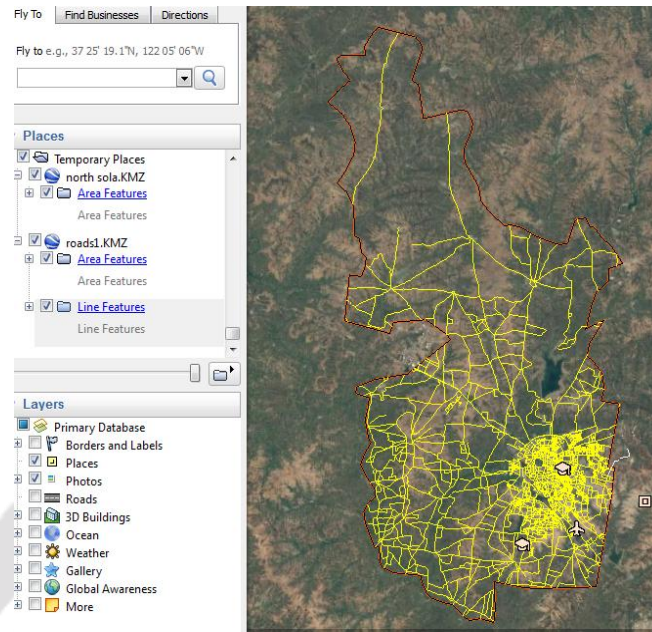 Fly To
Find Businesses
Directions
Fly to e.g., 37 25' 19.1"N, 122 05' 06"W
Places
Temporary Places
north sola.KMZ
Area Features
Area Features
roads1.KMZ
Area Features
Area Features
Line Features
Line Features
Layers
Primary Database
Borders and Labels
Places
Photos
Roads
3D Buildings
Ocean
Weather
Gallery
Global Awareness
More